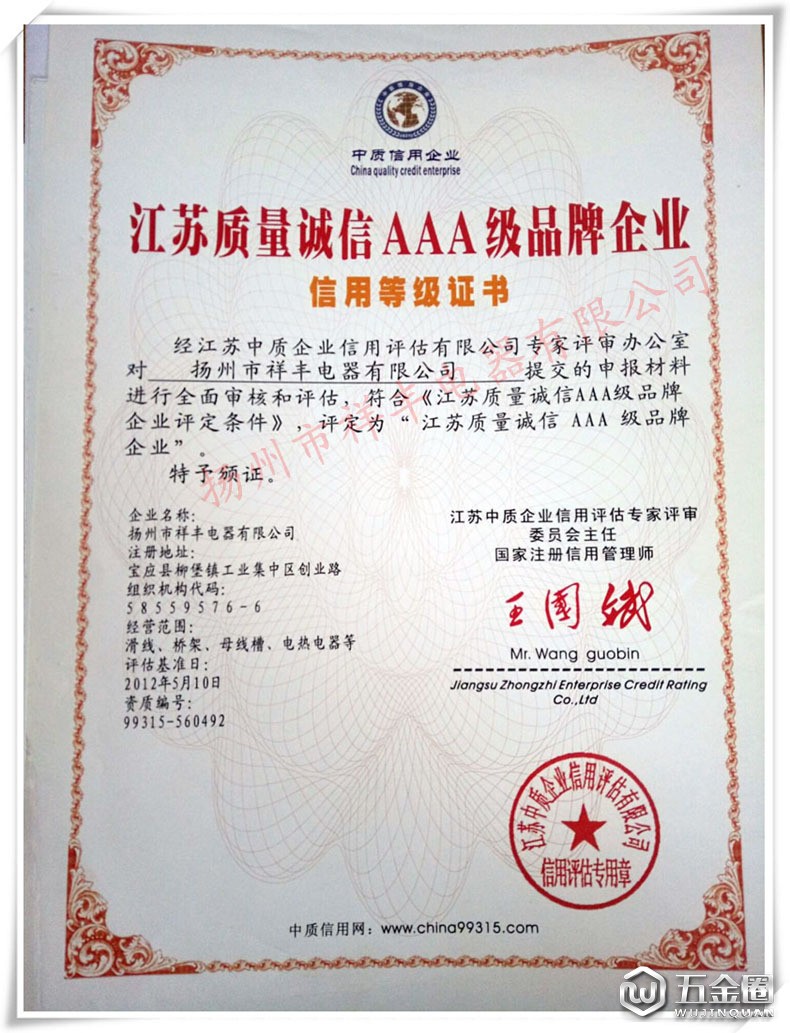 中质信用企业
China quality credit enterprise
江苏质量诚信AAA级品牌企业
信用等级证书
经江苏中质企业信用评估有限公司专家评审办公室
对 扬州市祥丰电器有限公司 提交的申报材料
进行全面审核和评估,符合《江苏质量诚信AAA级品牌
企业评定条件》,评定为“江苏质量诚信 AAA 级品牌
企业”。
特予颁证。
企业名称:
扬州市祥丰电器有限公司
注册地址:
宝应县柳堡镇工业集中区创业路
组织机构代码:
58559576-6
经营范围:
滑线、桥架、母线槽、电热电器等
评估基准日:
2012年5月10日
资质编号:
99315-560492
江苏中质企业信用评估专家评审
委员会主任
国家注册信用管理师
王國斌
Mr. Wang guobin
Jiangsu Zhongzhi Enterprise Credit Rating
Co.,Ltd
江苏中质企业信用评估有限公司
信用评估专用章
中质信用网:www.china99315.com
扬州市祥丰电器有限公司
五金圈
WUJINQUAN